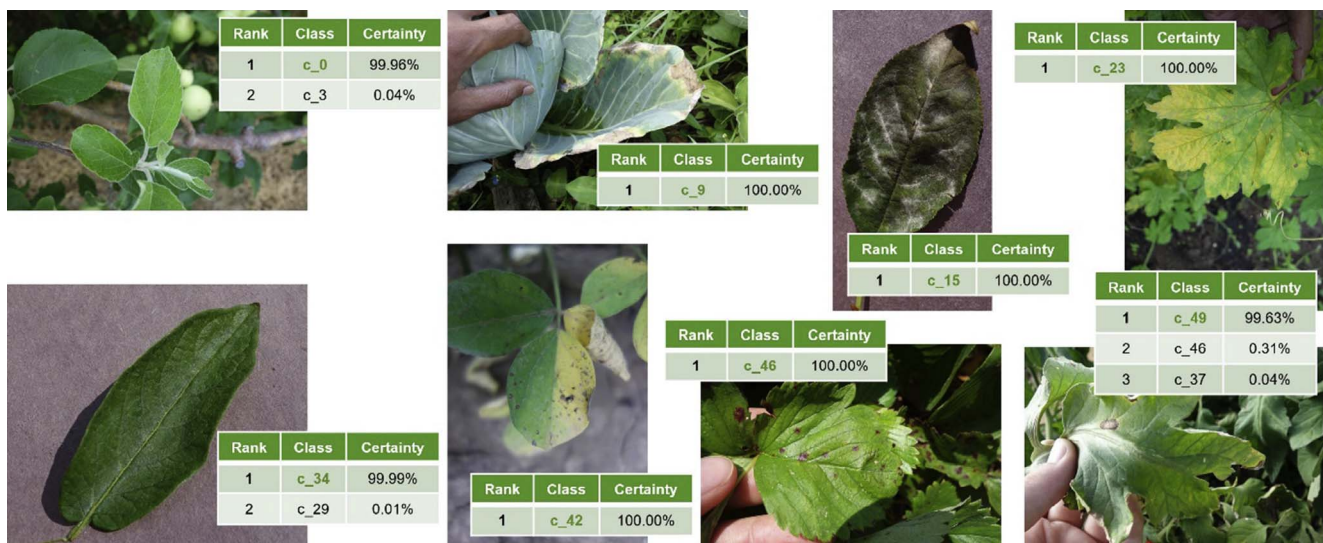 Rank Class Certainty
1 c_0 99.96%
2 c_3 0.04%
Rank Class Certainty
1 c_9 100.00%
Rank Class Certainty
1 c_15 100.00%
Rank Class Certainty
1 c_23 100.00%
Rank Class Certainty
1 c_34 99.99%
2 c_29 0.01%
Rank Class Certainty
1 c_42 100.00%
Rank Class Certainty
1 c_46 100.00%
Rank Class Certainty
1 c_49 99.63%
2 c_46 0.31%
3 c_37 0.04%